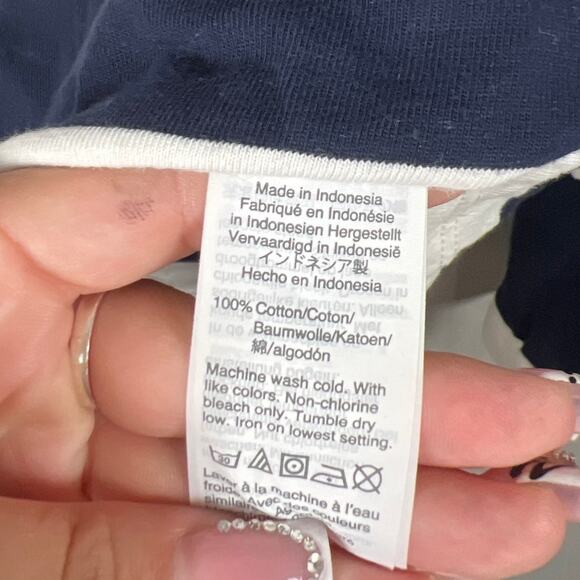 Made in Indonesia
Fabriqué en Indonésie
in Indonesien Hergestellt
Vervaardigd in Indonesië
インドネシア製
Hecho en Indonesia
100% Cotton/Coton/
Baumwolle/Katoen/
綿/algodón
Machine wash cold. With
like colors. Non-chlorine
bleach only. Tumble dry
low. Iron on lowest setting.
30
Laver à la machine à l'eau
froide. Avec des couleurs
similaires.